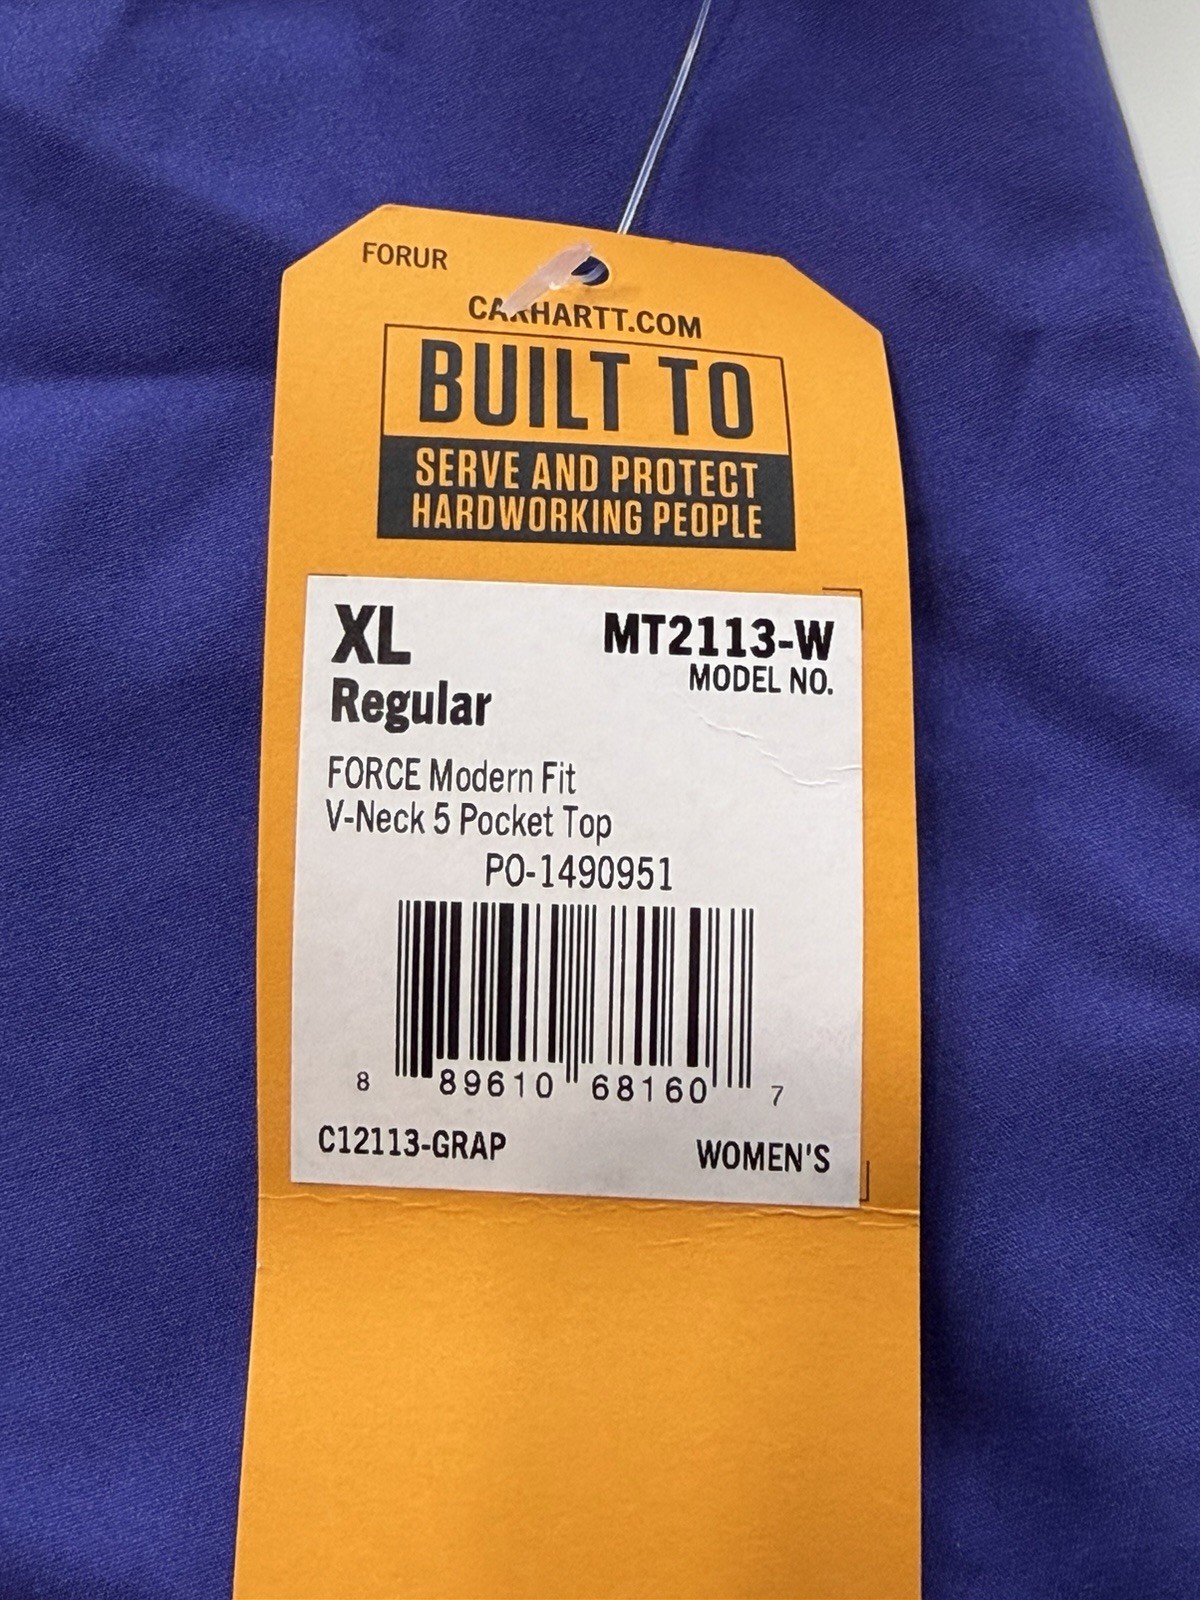 FORUR
CARHARTT.COM
BUILT TO
SERVE AND PROTECT
HARDWORKING PEOPLE
XL
MT2113-W
MODEL NO.
Regular
FORCE Modern Fit
V-Neck 5 Pocket Top
PO-1490951
8 89610 68160 7
C12113-GRAP
WOMEN'S